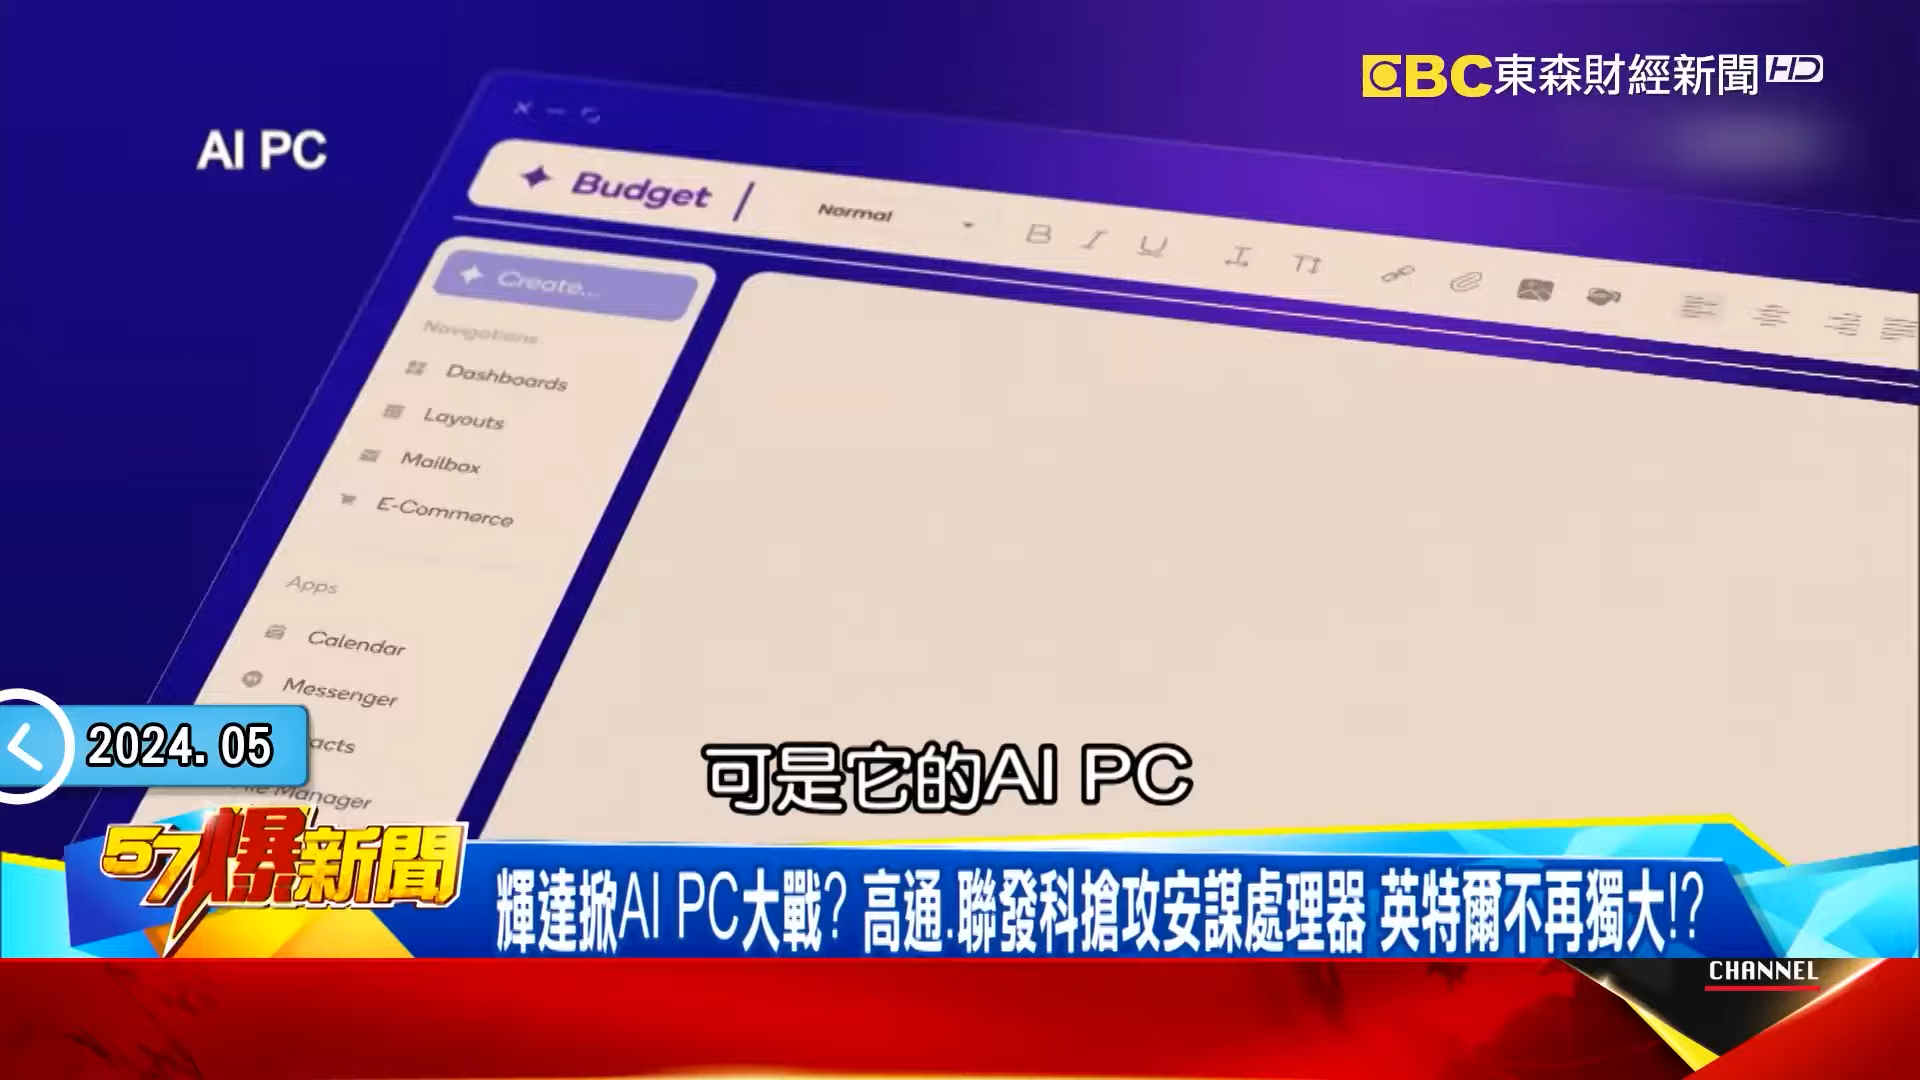 EBC東森財經新聞HD
AI PC
Budget
Normal
B I U
Create...
Navigations
Dashboards
Layouts
Mailbox
E-Commerce
Apps
Calendar
Messenger
acts
File Manager
2024.05
可是它的AI PC
57爆新聞
輝達掀AI PC大戰? 高通.聯發科搶攻安謀處理器 英特爾不再獨大!?
CHANNEL